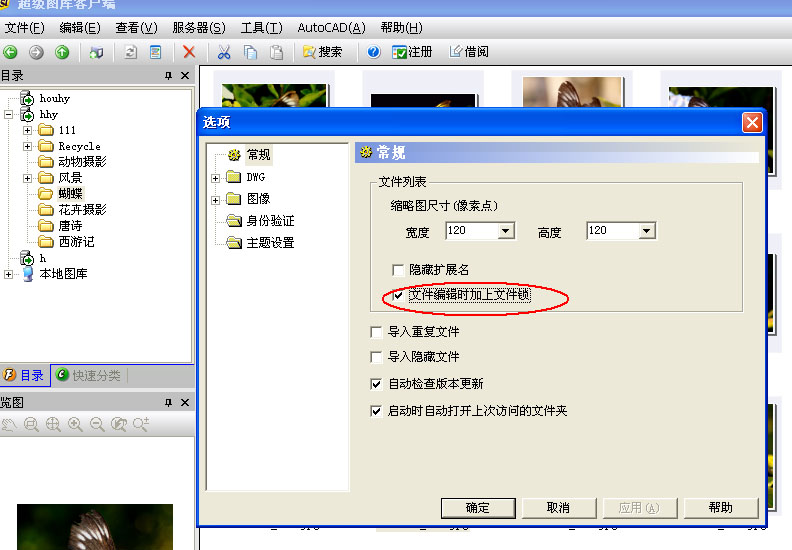 超级图库客户端
文件(F) 编辑(E) 查看(V) 服务器(S) 工具(T) AutoCAD(A) 帮助(H)
搜索 注册 借阅
目录
houhy
hhy
111
Recycle
动物摄影
风景
蝴蝶
花卉摄影
唐诗
西游记
h
本地图库
目录 快速分类
览图
选项
常规
DWG
图像
身份验证
主题设置
常规
文件列表
缩略图尺寸(像素点)
宽度 120 高度 120
隐藏扩展名
文件编辑时加上文件锁
导入重复文件
导入隐藏文件
自动检查版本更新
启动时自动打开上次访问的文件夹
确定 取消 应用(A) 帮助